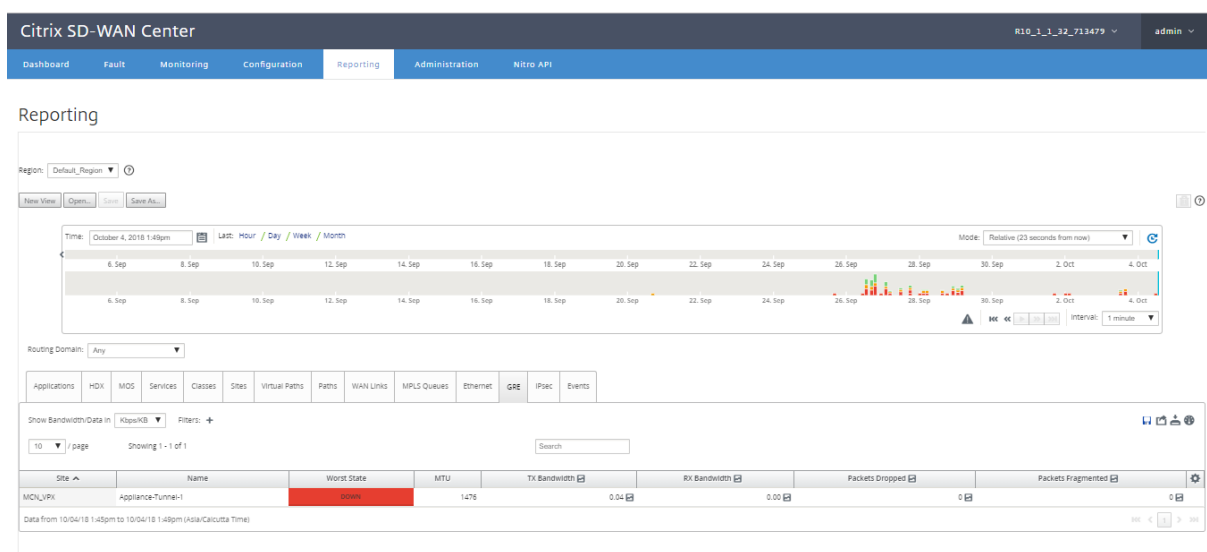 Citrix SD-WAN Center R10_1_1_32_713479 admin
Dashboard Fault Monitoring Configuration Reporting Administration Nitro API
Reporting
Region: Default_Region ?
New View Open... Save Save As... ?
Time: October 4, 2018 1:49pm Last: Hour / Day / Week / Month Mode: Relative (23 seconds from now)
6. Sep 8. Sep 10. Sep 12. Sep 14. Sep 16. Sep 18. Sep 20. Sep 22. Sep 24. Sep 26. Sep 28. Sep 30. Sep 2. Oct 4. Oct
6. Sep 8. Sep 10. Sep 12. Sep 14. Sep 16. Sep 18. Sep 20. Sep 22. Sep 24. Sep 26. Sep 28. Sep 30. Sep 2. Oct 4. Oct
Interval: 1 minute
Routing Domain: Any
Applications HDX MOS Services Classes Sites Virtual Paths Paths WAN Links MPLS Queues Ethernet GRE IPsec Events
Show Bandwidth/Data in Kbps/KB Filters: +
10 / page Showing 1 - 1 of 1 Search
Site Name Worst State MTU TX Bandwidth RX Bandwidth Packets Dropped Packets Fragmented
MCN_VPX Appliance-Tunnel-1 DOWN 1476 0.04 0.00 0 0
Data from 10/04/18 1:45pm to 10/04/18 1:49pm (Asia/Calcutta Time) 1